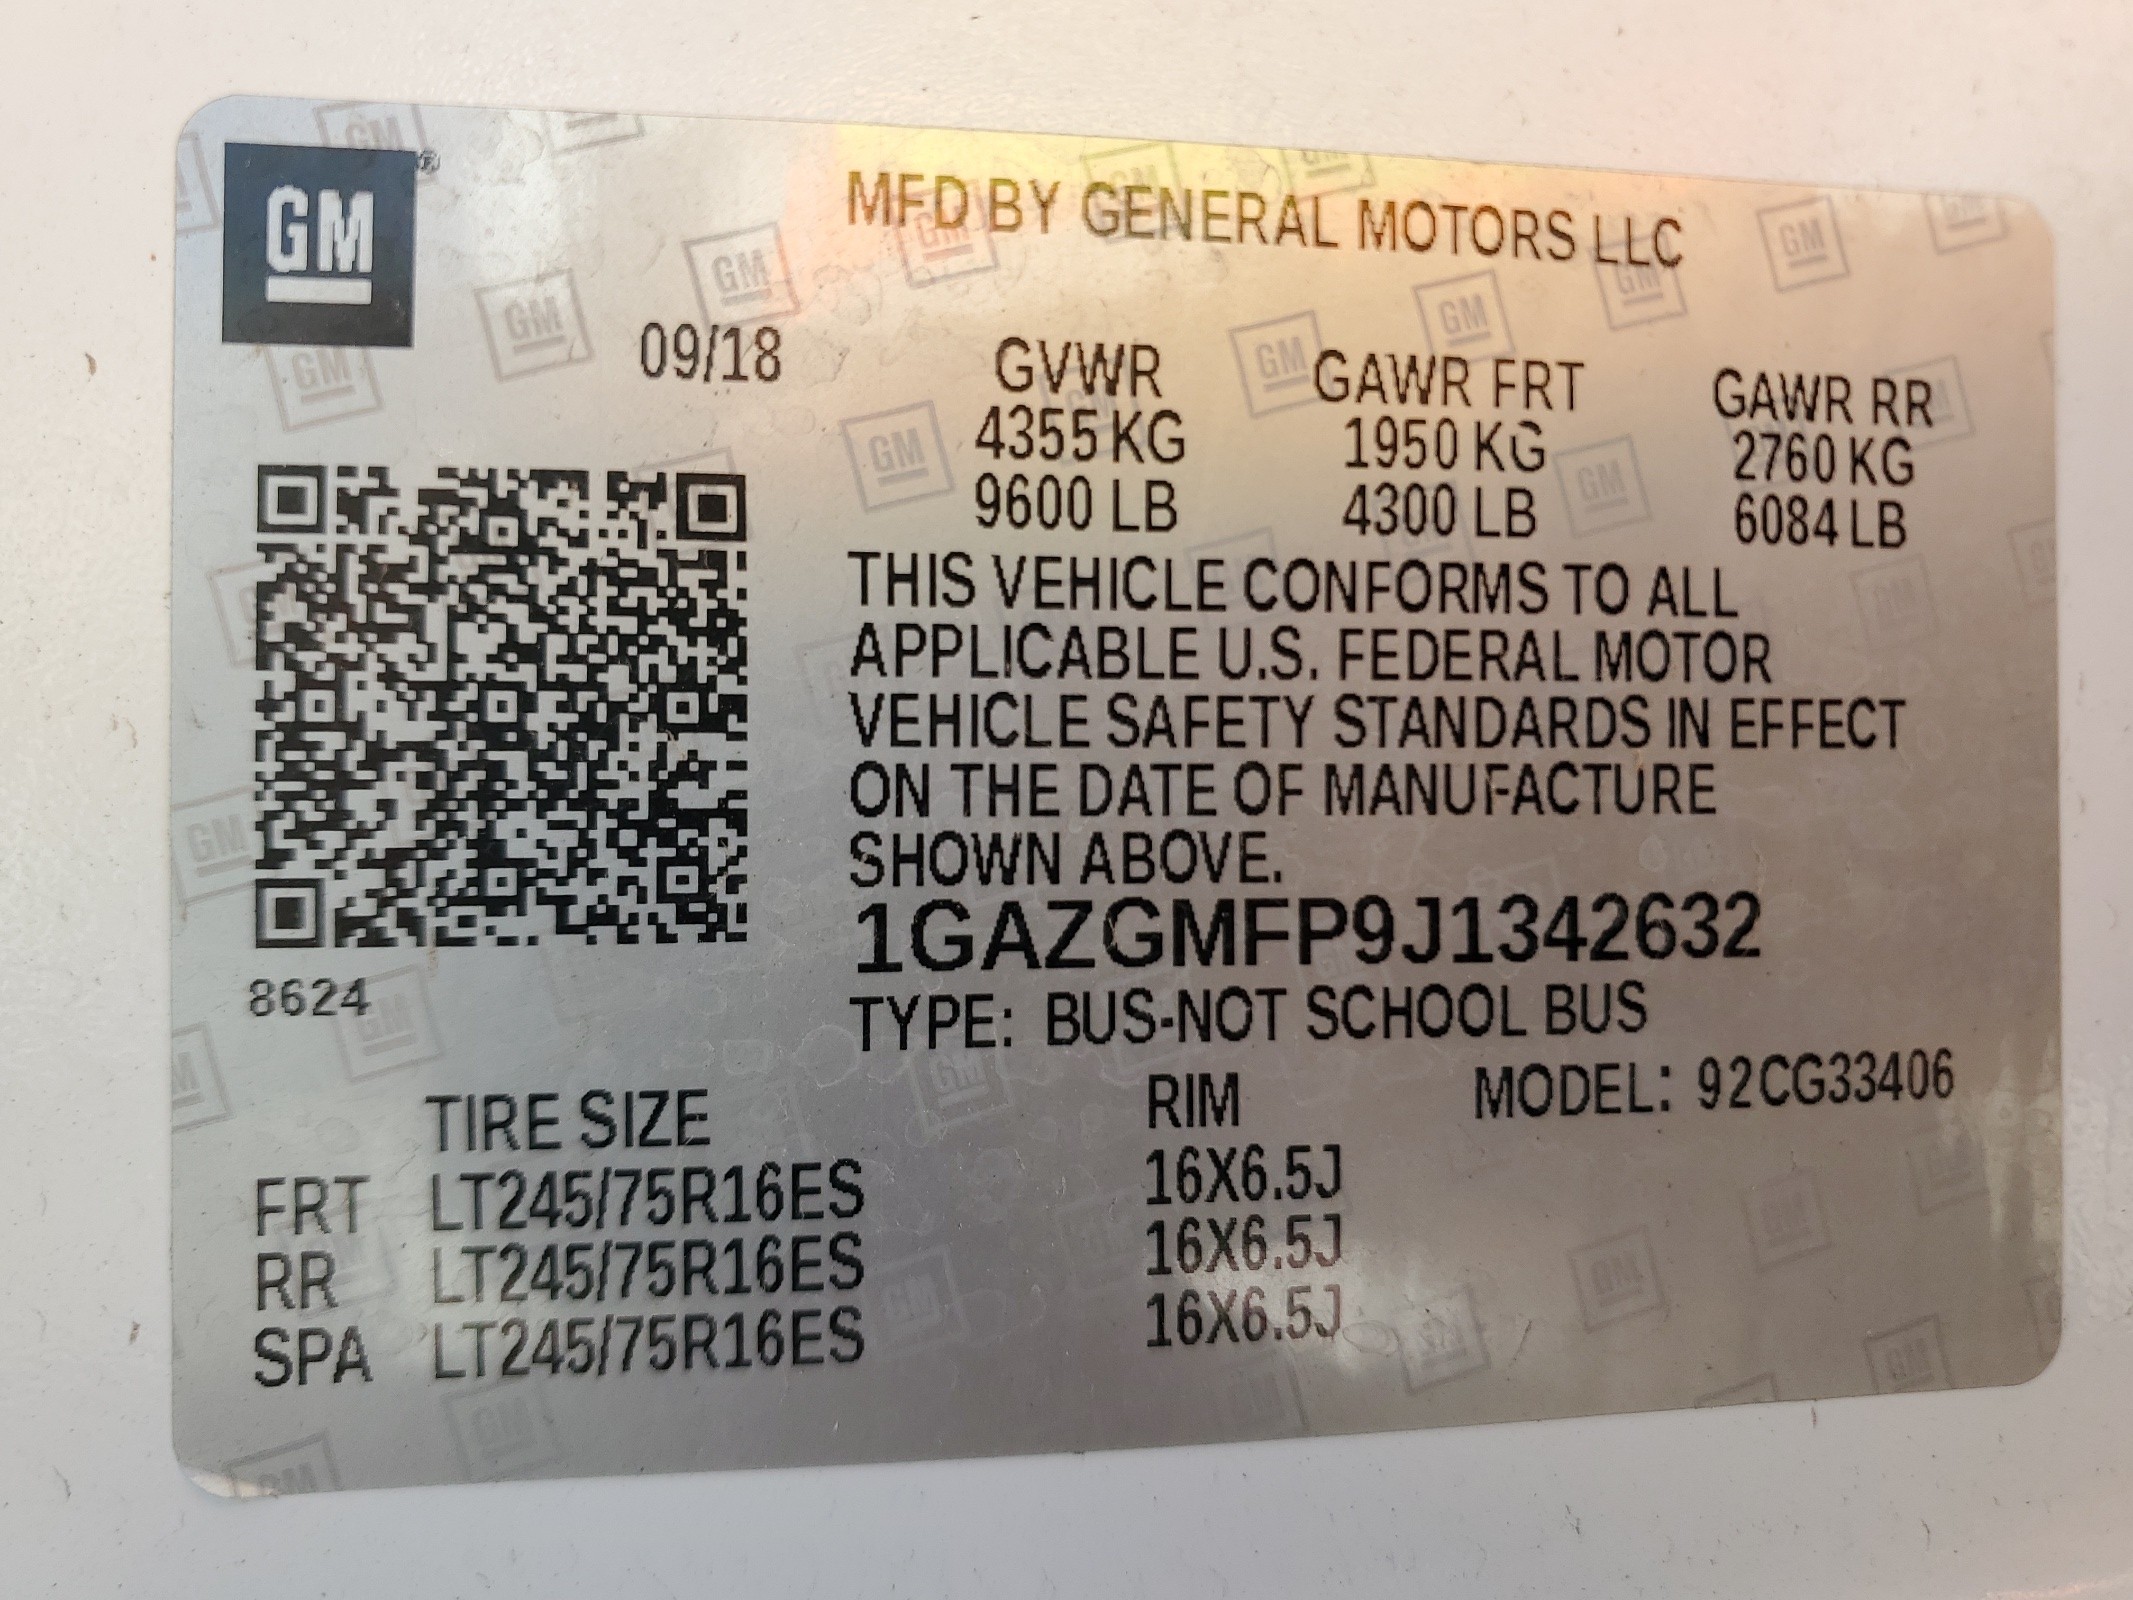 GM®
MFD BY GENERAL MOTORS LLC
09/18
GVWR GAWR FRT GAWR RR
4355 KG 1950 KG 2760 KG
9600 LB 4300 LB 6084 LB
THIS VEHICLE CONFORMS TO ALL
APPLICABLE U.S. FEDERAL MOTOR
VEHICLE SAFETY STANDARDS IN EFFECT
ON THE DATE OF MANUFACTURE
SHOWN ABOVE.
1GAZGMFP9J1342632
8624
TYPE: BUS-NOT SCHOOL BUS
TIRE SIZE RIM MODEL: 92CG33406
FRT LT245/75R16ES 16X6.5J
RR LT245/75R16ES 16X6.5J
SPA LT245/75R16ES 16X6.5J